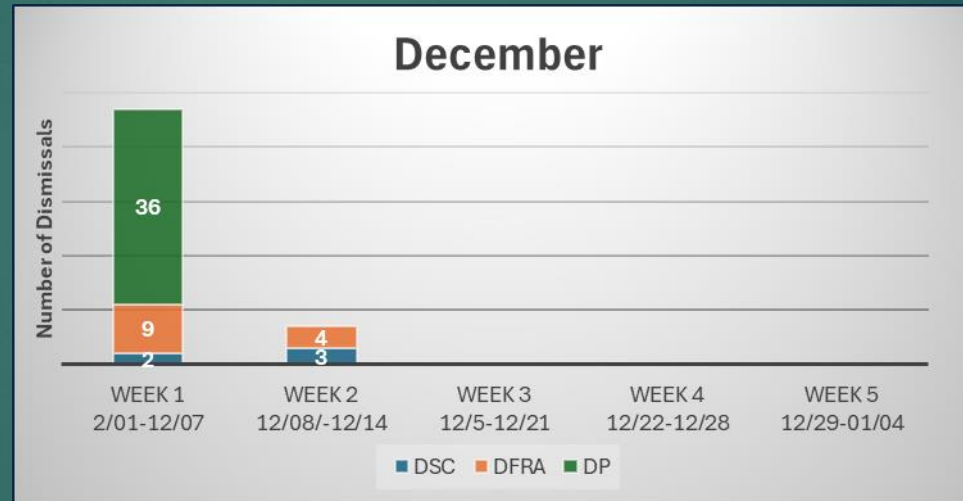 December
Number of Dismissals
36
9
2
4
3
WEEK 1
2/01-12/07
WEEK 2
12/08/-12/14
WEEK 3
12/5-12/21
WEEK 4
12/22-12/28
WEEK 5
12/29-01/04
DSC DFRA DP